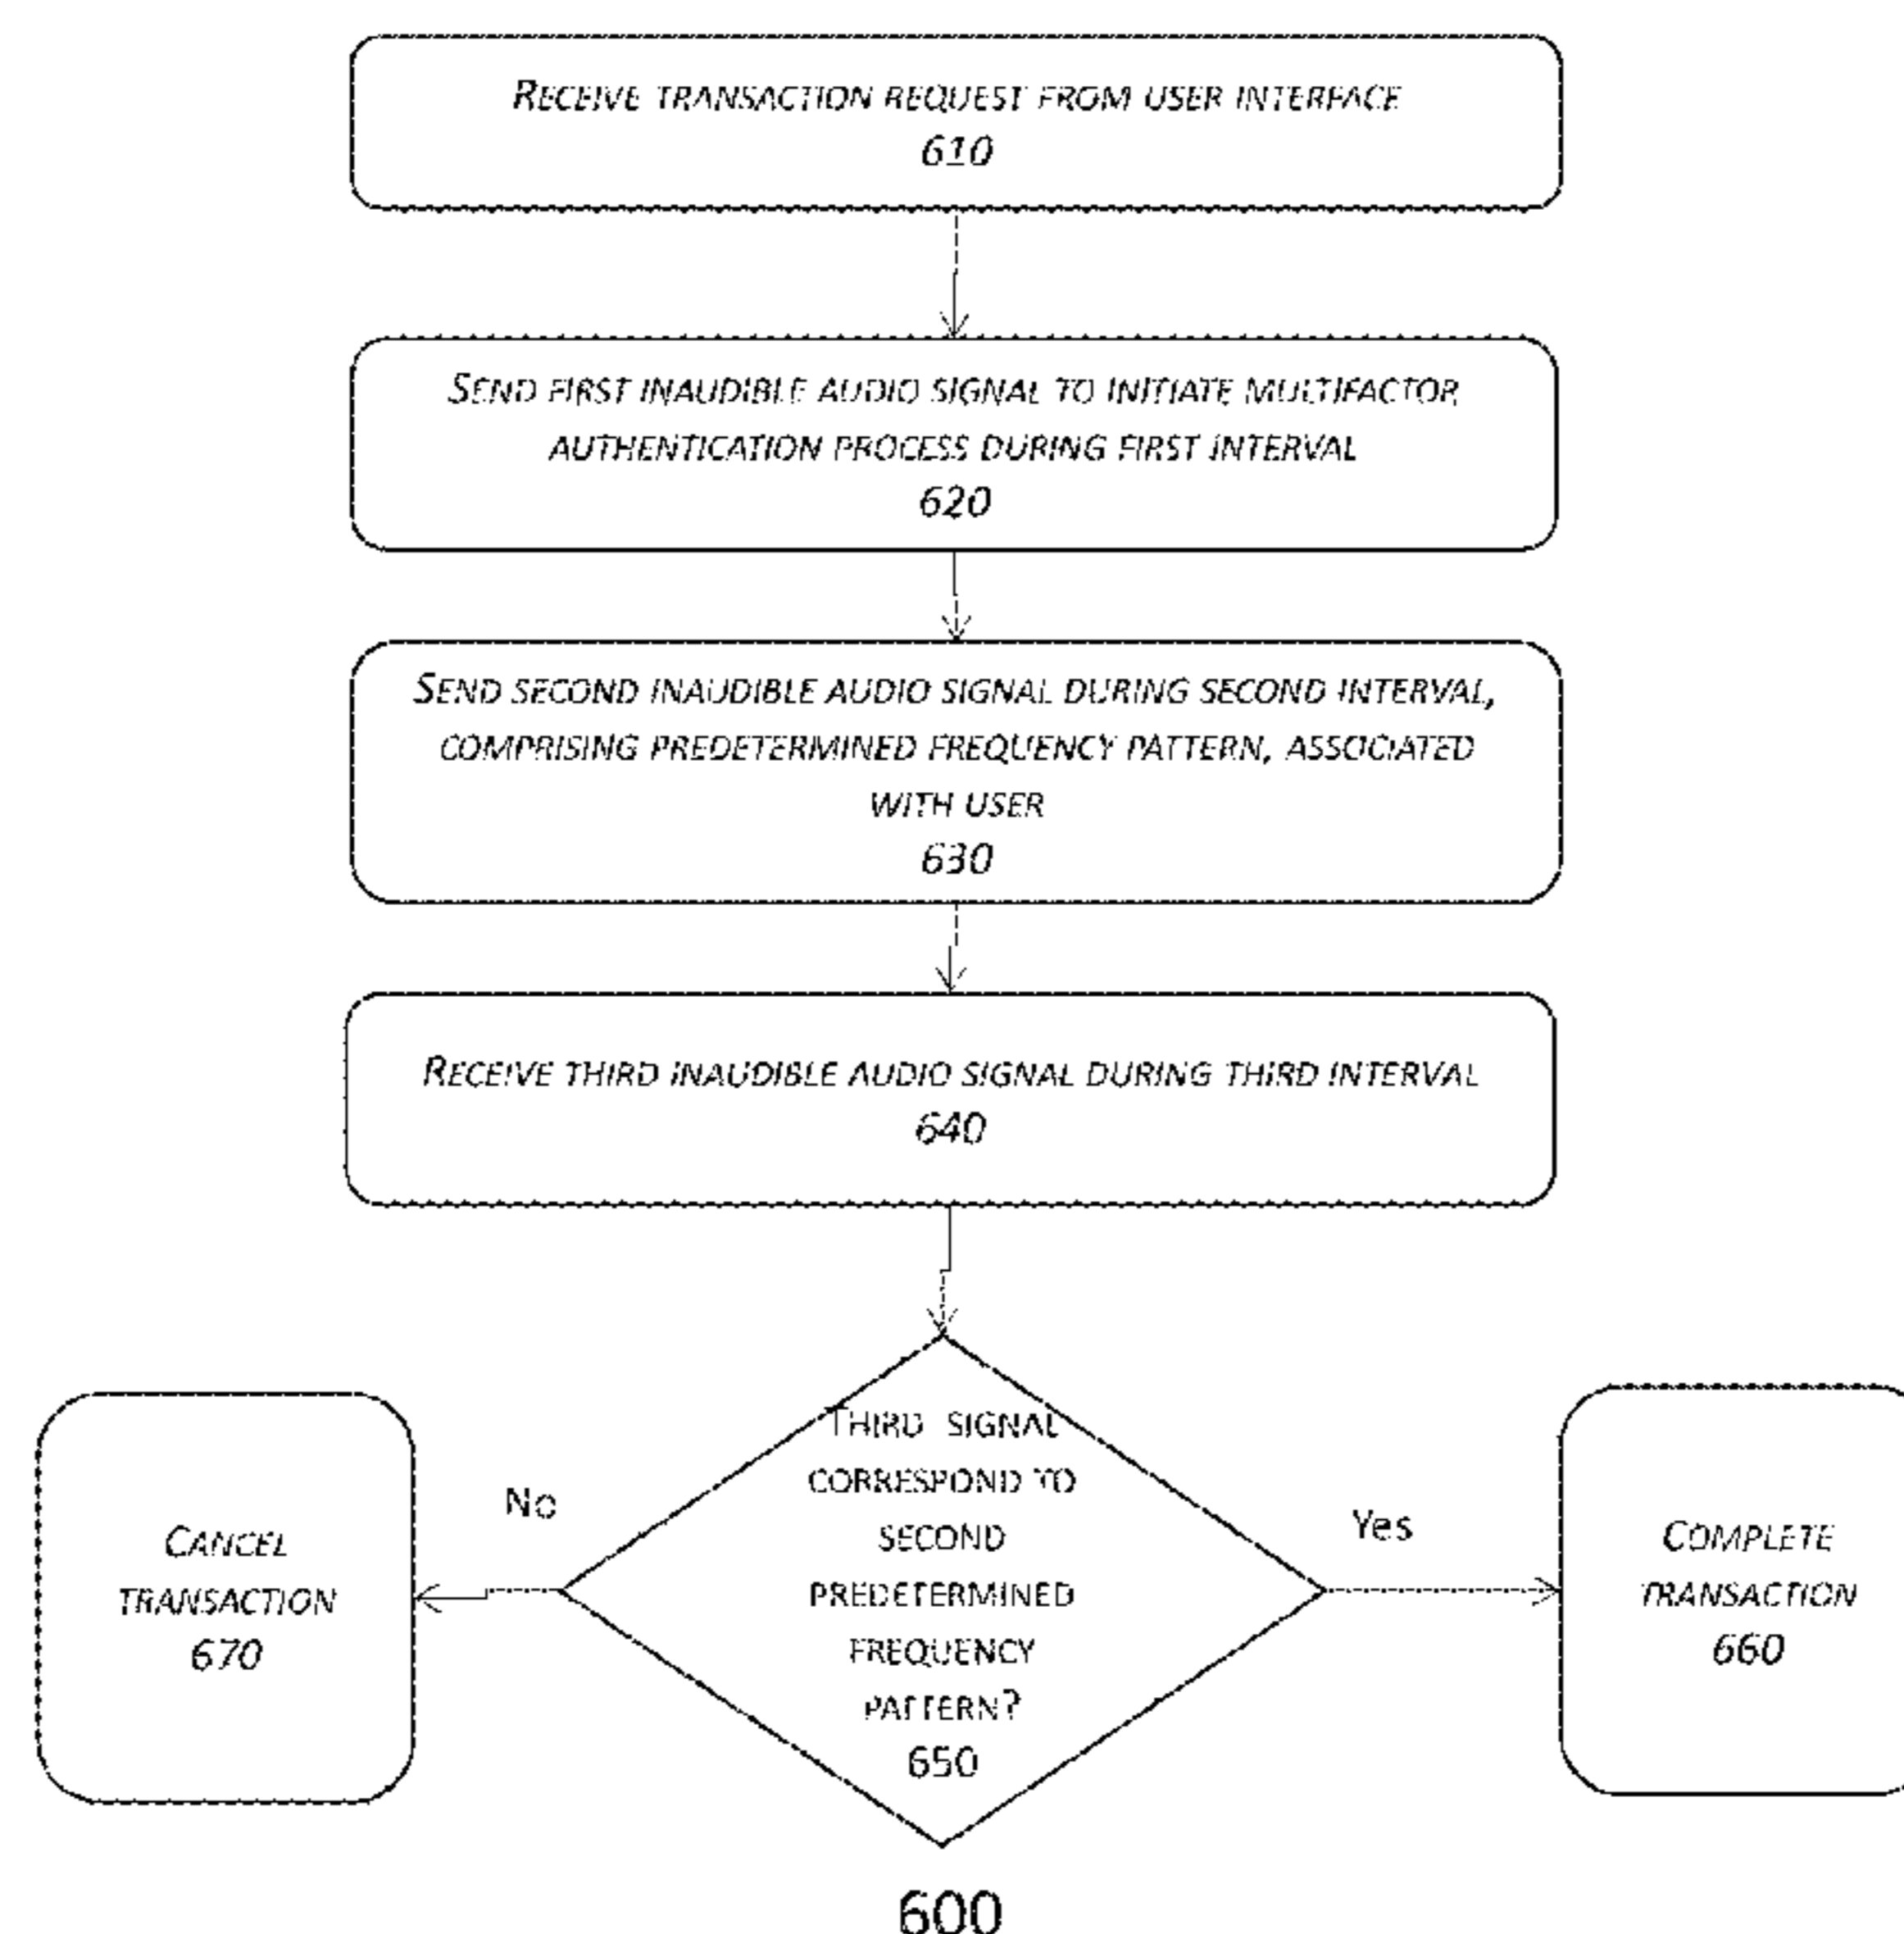 RECEIVE TRANSACTION REQUEST FROM USER INTERFACE
610
SEND FIRST INAUDIBLE AUDIO SIGNAL TO INITIATE MULTIFACTOR
AUTHENTICATION PROCESS DURING FIRST INTERVAL
620
SEND SECOND INAUDIBLE AUDIO SIGNAL DURING SECOND INTERVAL,
COMPRISING PREDETERMINED FREQUENCY PATTERN, ASSOCIATED
WITH USER
630
RECEIVE THIRD INAUDIBLE AUDIO SIGNAL DURING THIRD INTERVAL
640
THIRD SIGNAL
CORRESPOND TO
SECOND
PREDETERMINED
FREQUENCY
PATTERN?
650
No
CANCEL
TRANSACTION
670
Yes
COMPLETE
TRANSACTION
660
600